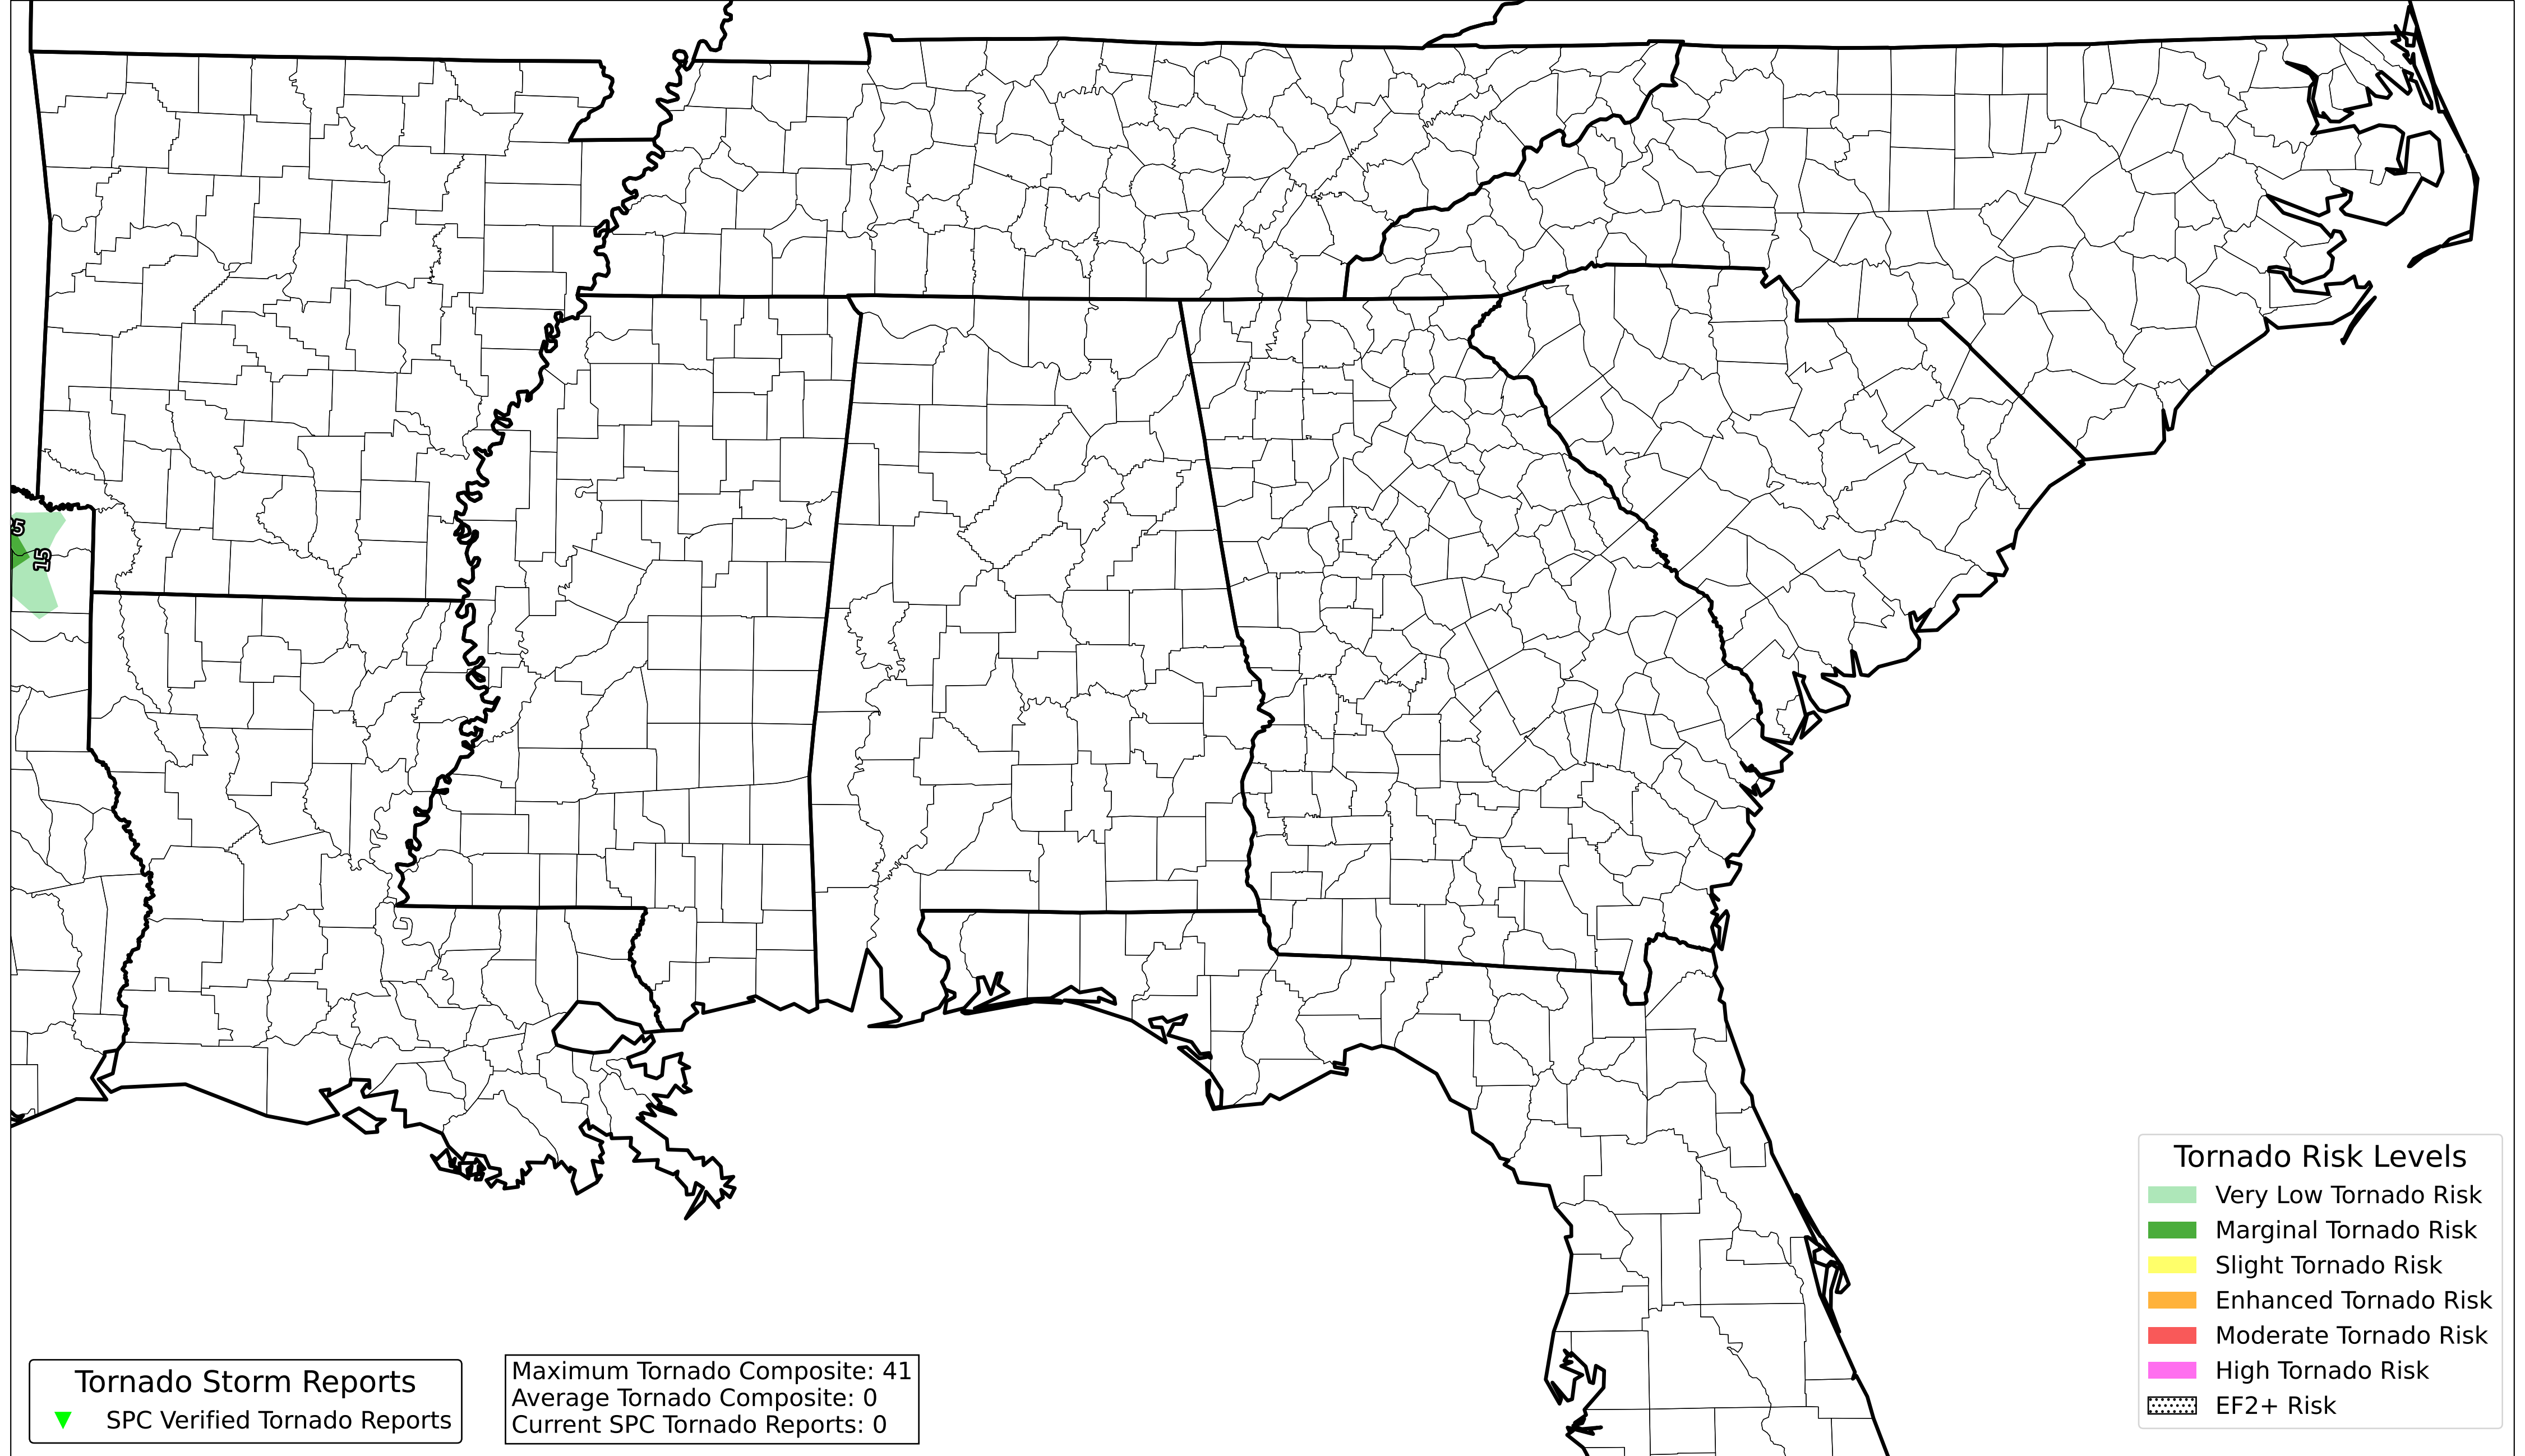 15
Tornado Risk Levels
Very Low Tornado Risk
Marginal Tornado Risk
Slight Tornado Risk
Enhanced Tornado Risk
Moderate Tornado Risk
High Tornado Risk
EF2+ Risk
Tornado Storm Reports
SPC Verified Tornado Reports
Maximum Tornado Composite: 41
Average Tornado Composite: 0
Current SPC Tornado Reports: 0